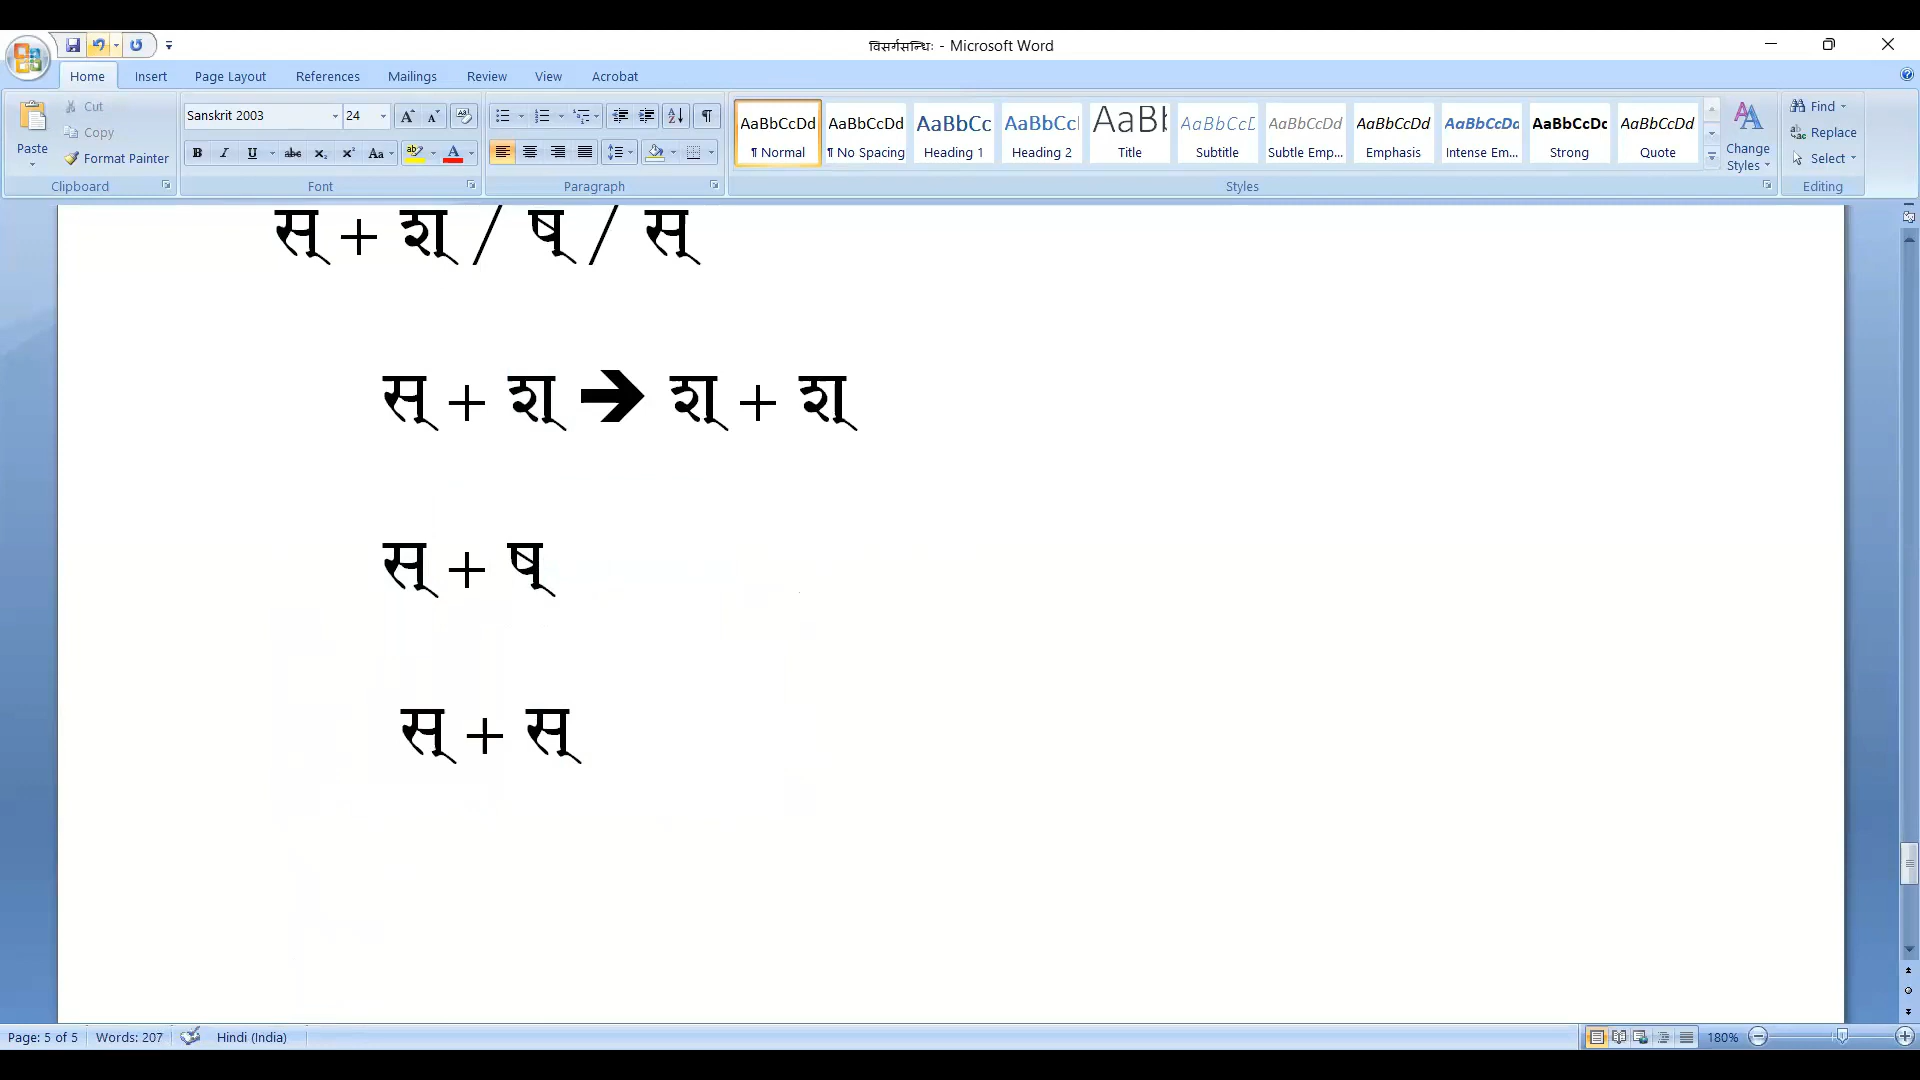 विसर्गसन्धिः - Microsoft Word
Home Insert Page Layout References Mailings Review View Acrobat
Paste
Cut
Copy
Format Painter
Clipboard
Sanskrit 2003 24
Font
Paragraph
AaBbCcDd AaBbCcDd AaBbCc AaBbCc AaB AaBbCcD AaBbCcDd AaBbCcDd AaBbCcDd AaBbCcDc AaBbCcDd
¶ Normal ¶ No Spacing Heading 1 Heading 2 Title Subtitle Subtle Emp... Emphasis Intense Em... Strong Quote
Change Styles
Styles
Find
Replace
Select
Editing
स् + श् / ष् / स्
स् + श् 🡺 श् + श्
स् + ष्
स् + स्
Page: 5 of 5 Words: 207 Hindi (India) 180%